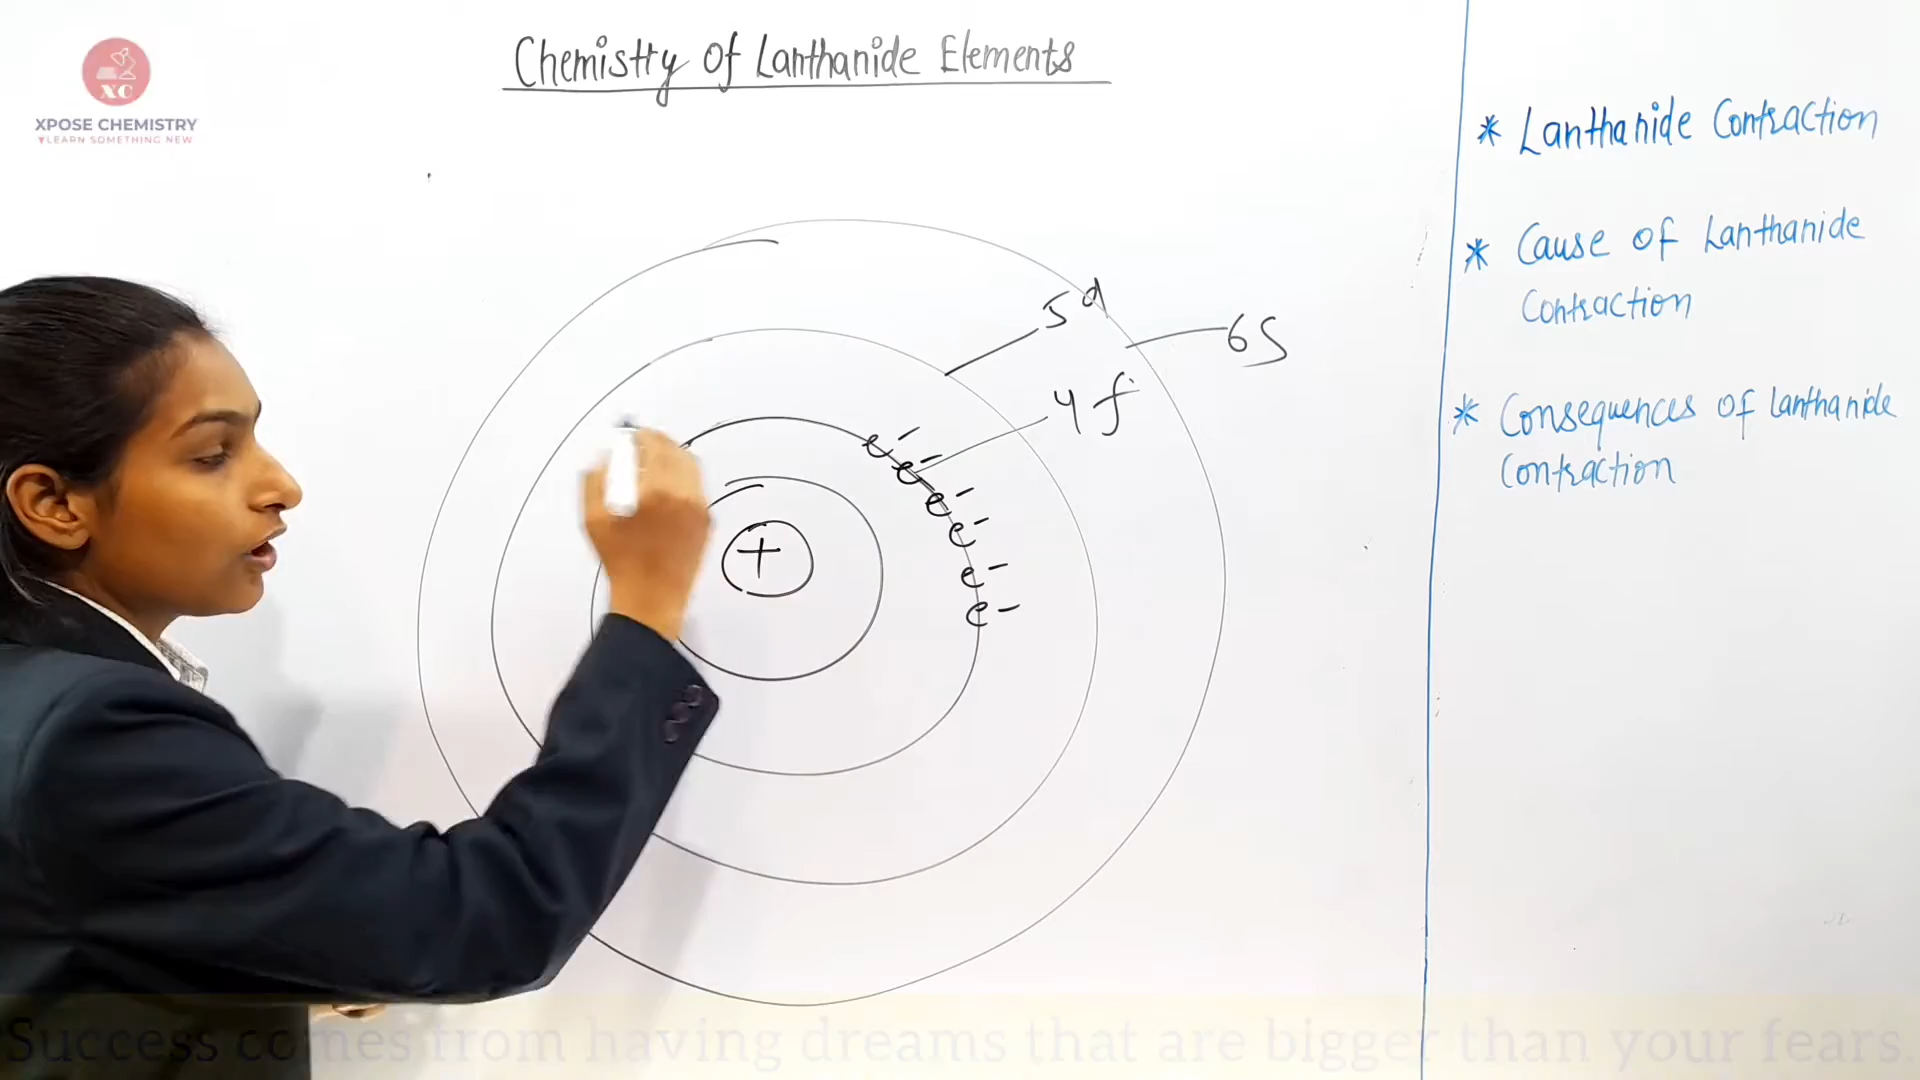 Chemistry Of Lanthanide Elements
XC
XPOSE CHEMISTRY
LEARN SOMETHING NEW
* Lanthanide Contraction
* Cause of Lanthanide
Contraction
* Consequences of lanthanide
Contraction
5d
6S
4f
e-
e-
e-
e-
e-
e-
+
Success comes from having dreams that are bigger than your fears.